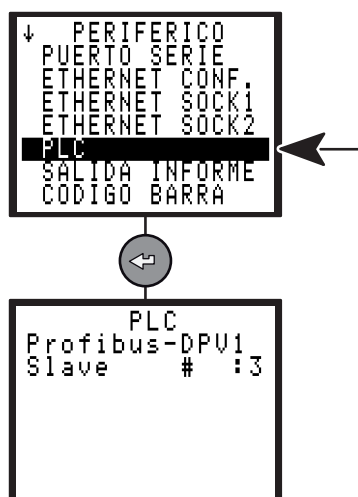 ↓ PERIFERICO
PUERTO SERIE
ETHERNET CONF.
ETHERNET SOCK1
ETHERNET SOCK2
PLC
SALIDA INFORME
CODIGO BARRA
PLC
Profibus-DPV1
Slave # :3